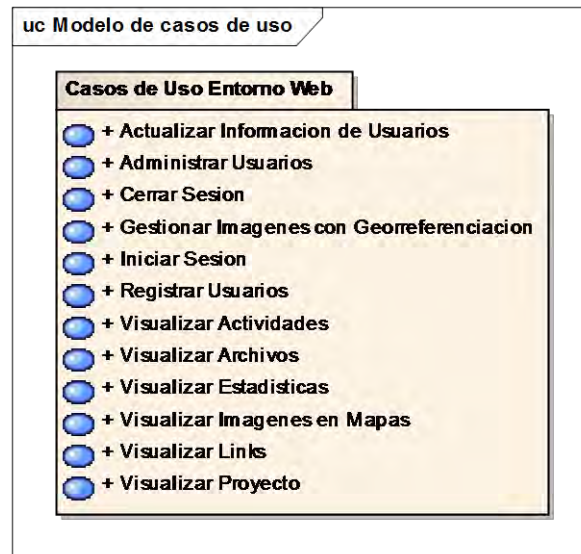 uc Modelo de casos de uso
Casos de Uso Entorno Web
+ Actualizar Informacion de Usuarios
+ Administrar Usuarios
+ Cerrar Sesion
+ Gestionar Imagenes con Georreferenciacion
+ Iniciar Sesion
+ Registrar Usuarios
+ Visualizar Actividades
+ Visualizar Archivos
+ Visualizar Estadisticas
+ Visualizar Imagenes en Mapas
+ Visualizar Links
+ Visualizar Proyecto